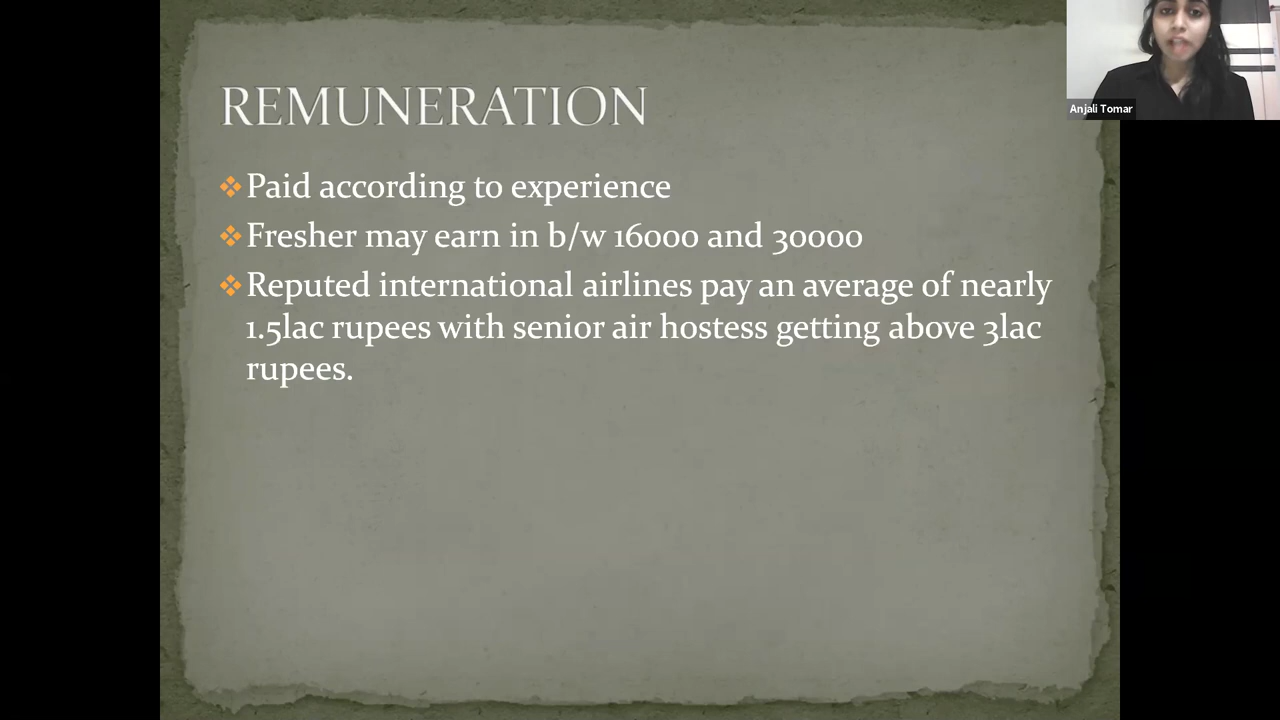 REMUNERATION
Paid according to experience
Fresher may earn in b/w 16000 and 30000
Reputed international airlines pay an average of nearly
1.5lac rupees with senior air hostess getting above 3lac
rupees.
Anjali Tomar